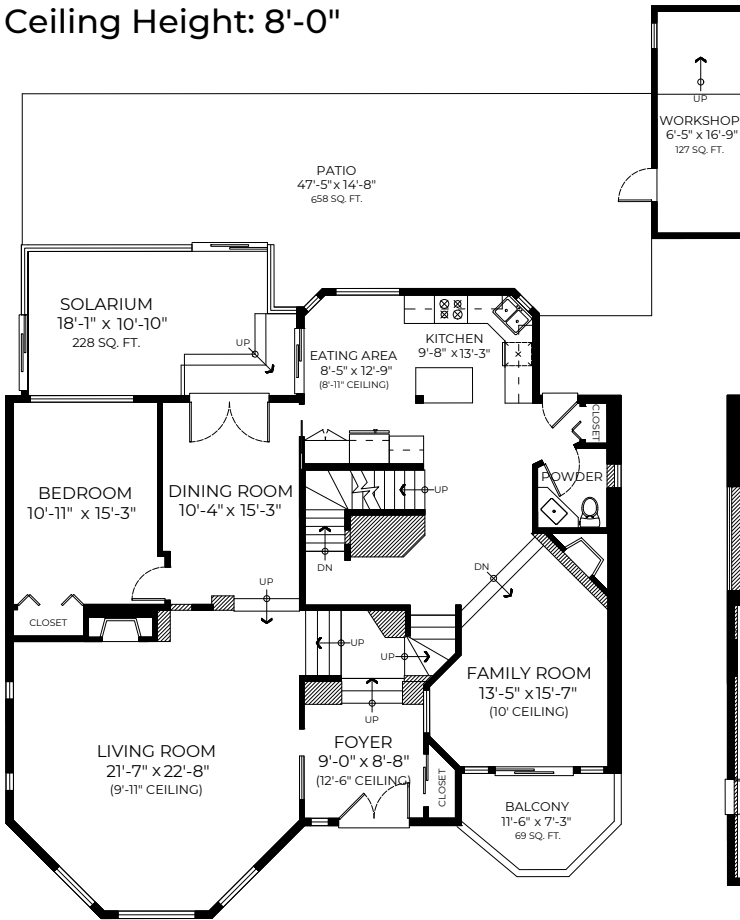 Ceiling Height: 8'-0"
UP
WORKSHOP
6'-5" x 16'-9"
127 SQ. FT.
PATIO
47'-5" x 14'-8"
658 SQ. FT.
SOLARIUM
18'-1" x 10'-10"
228 SQ. FT.
UP
EATING AREA
8'-5" x 12'-9"
(8'-11" CEILING)
KITCHEN
9'-8" x 13'-3"
CLOSET
POWDER
BEDROOM
10'-11" x 15'-3"
DINING ROOM
10'-4" x 15'-3"
UP
DN
DN
UP
CLOSET
UP
UP
FAMILY ROOM
13'-5" x 15'-7"
(10' CEILING)
UP
LIVING ROOM
21'-7" x 22'-8"
(9'-11" CEILING)
FOYER
9'-0" x 8'-8"
(12'-6" CEILING)
CLOSET
BALCONY
11'-6" x 7'-3"
69 SQ. FT.